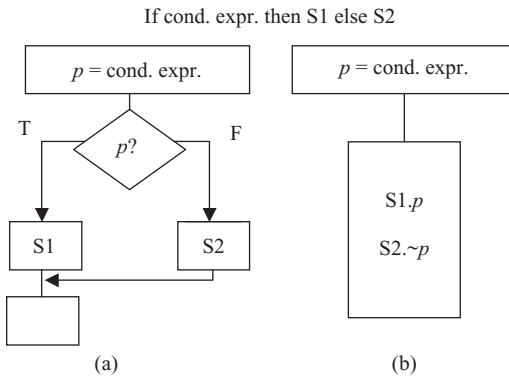 If cond. expr. then S1 else S2
p = cond. expr.
T
p?
F
S1
S2
(a)
p = cond. expr.
S1.p
S2.~p
(b)